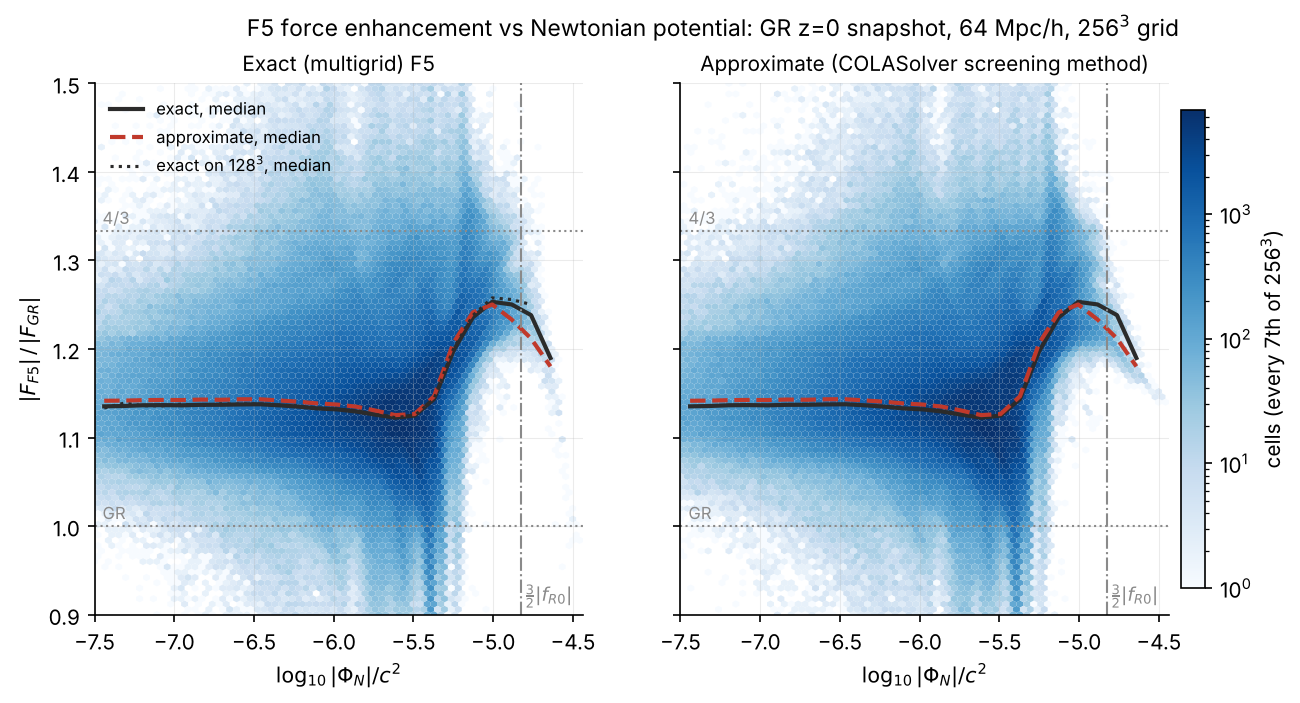 F5 force enhancement vs Newtonian potential: GR z=0 snapshot, 64 Mpc/h, 256³ grid
Exact (multigrid) F5
1.5
1.4
1.3
1.2
1.1
1.0
0.9
|F_F5| / |F_GR|
exact, median
approximate, median
exact on 128³, median
4/3
GR
3/2|f_R0|
−7.5 −7.0 −6.5 −6.0 −5.5 −5.0 −4.5
log₁₀ |Φ_N|/c²
Approximate (COLASolver screening method)
4/3
GR
3/2|f_R0|
−7.5 −7.0 −6.5 −6.0 −5.5 −5.0 −4.5
log₁₀ |Φ_N|/c²
10³
10²
10¹
10⁰
cells (every 7th of 256³)